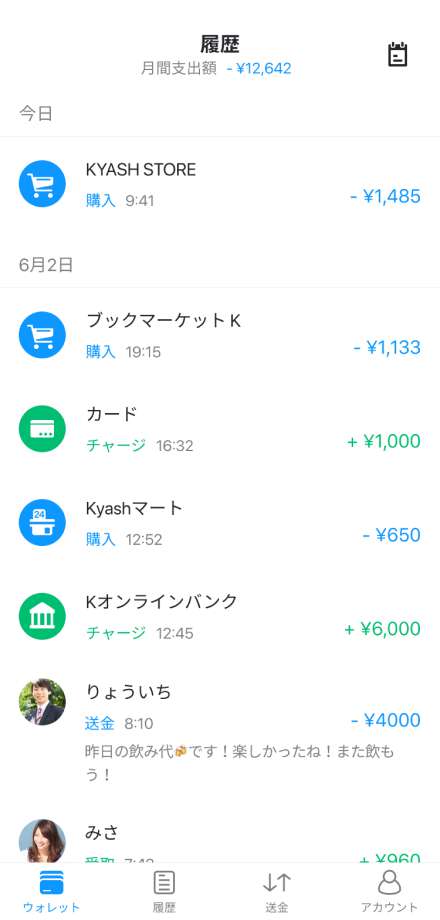 履歴
月間支出額 - ¥12,642
今日
KYASH STORE
購入 9:41
- ¥1,485
6月2日
ブックマーケット K
購入 19:15
- ¥1,133
カード
チャージ 16:32
+ ¥1,000
24
Kyashマート
購入 12:52
- ¥650
Kオンラインバンク
チャージ 12:45
+ ¥6,000
りょういち
送金 8:10
- ¥4000
昨日の飲み代🍻です！楽しかったね！また飲も
う！
みさ
+ ¥960
ウォレット
履歴
送金
アカウント